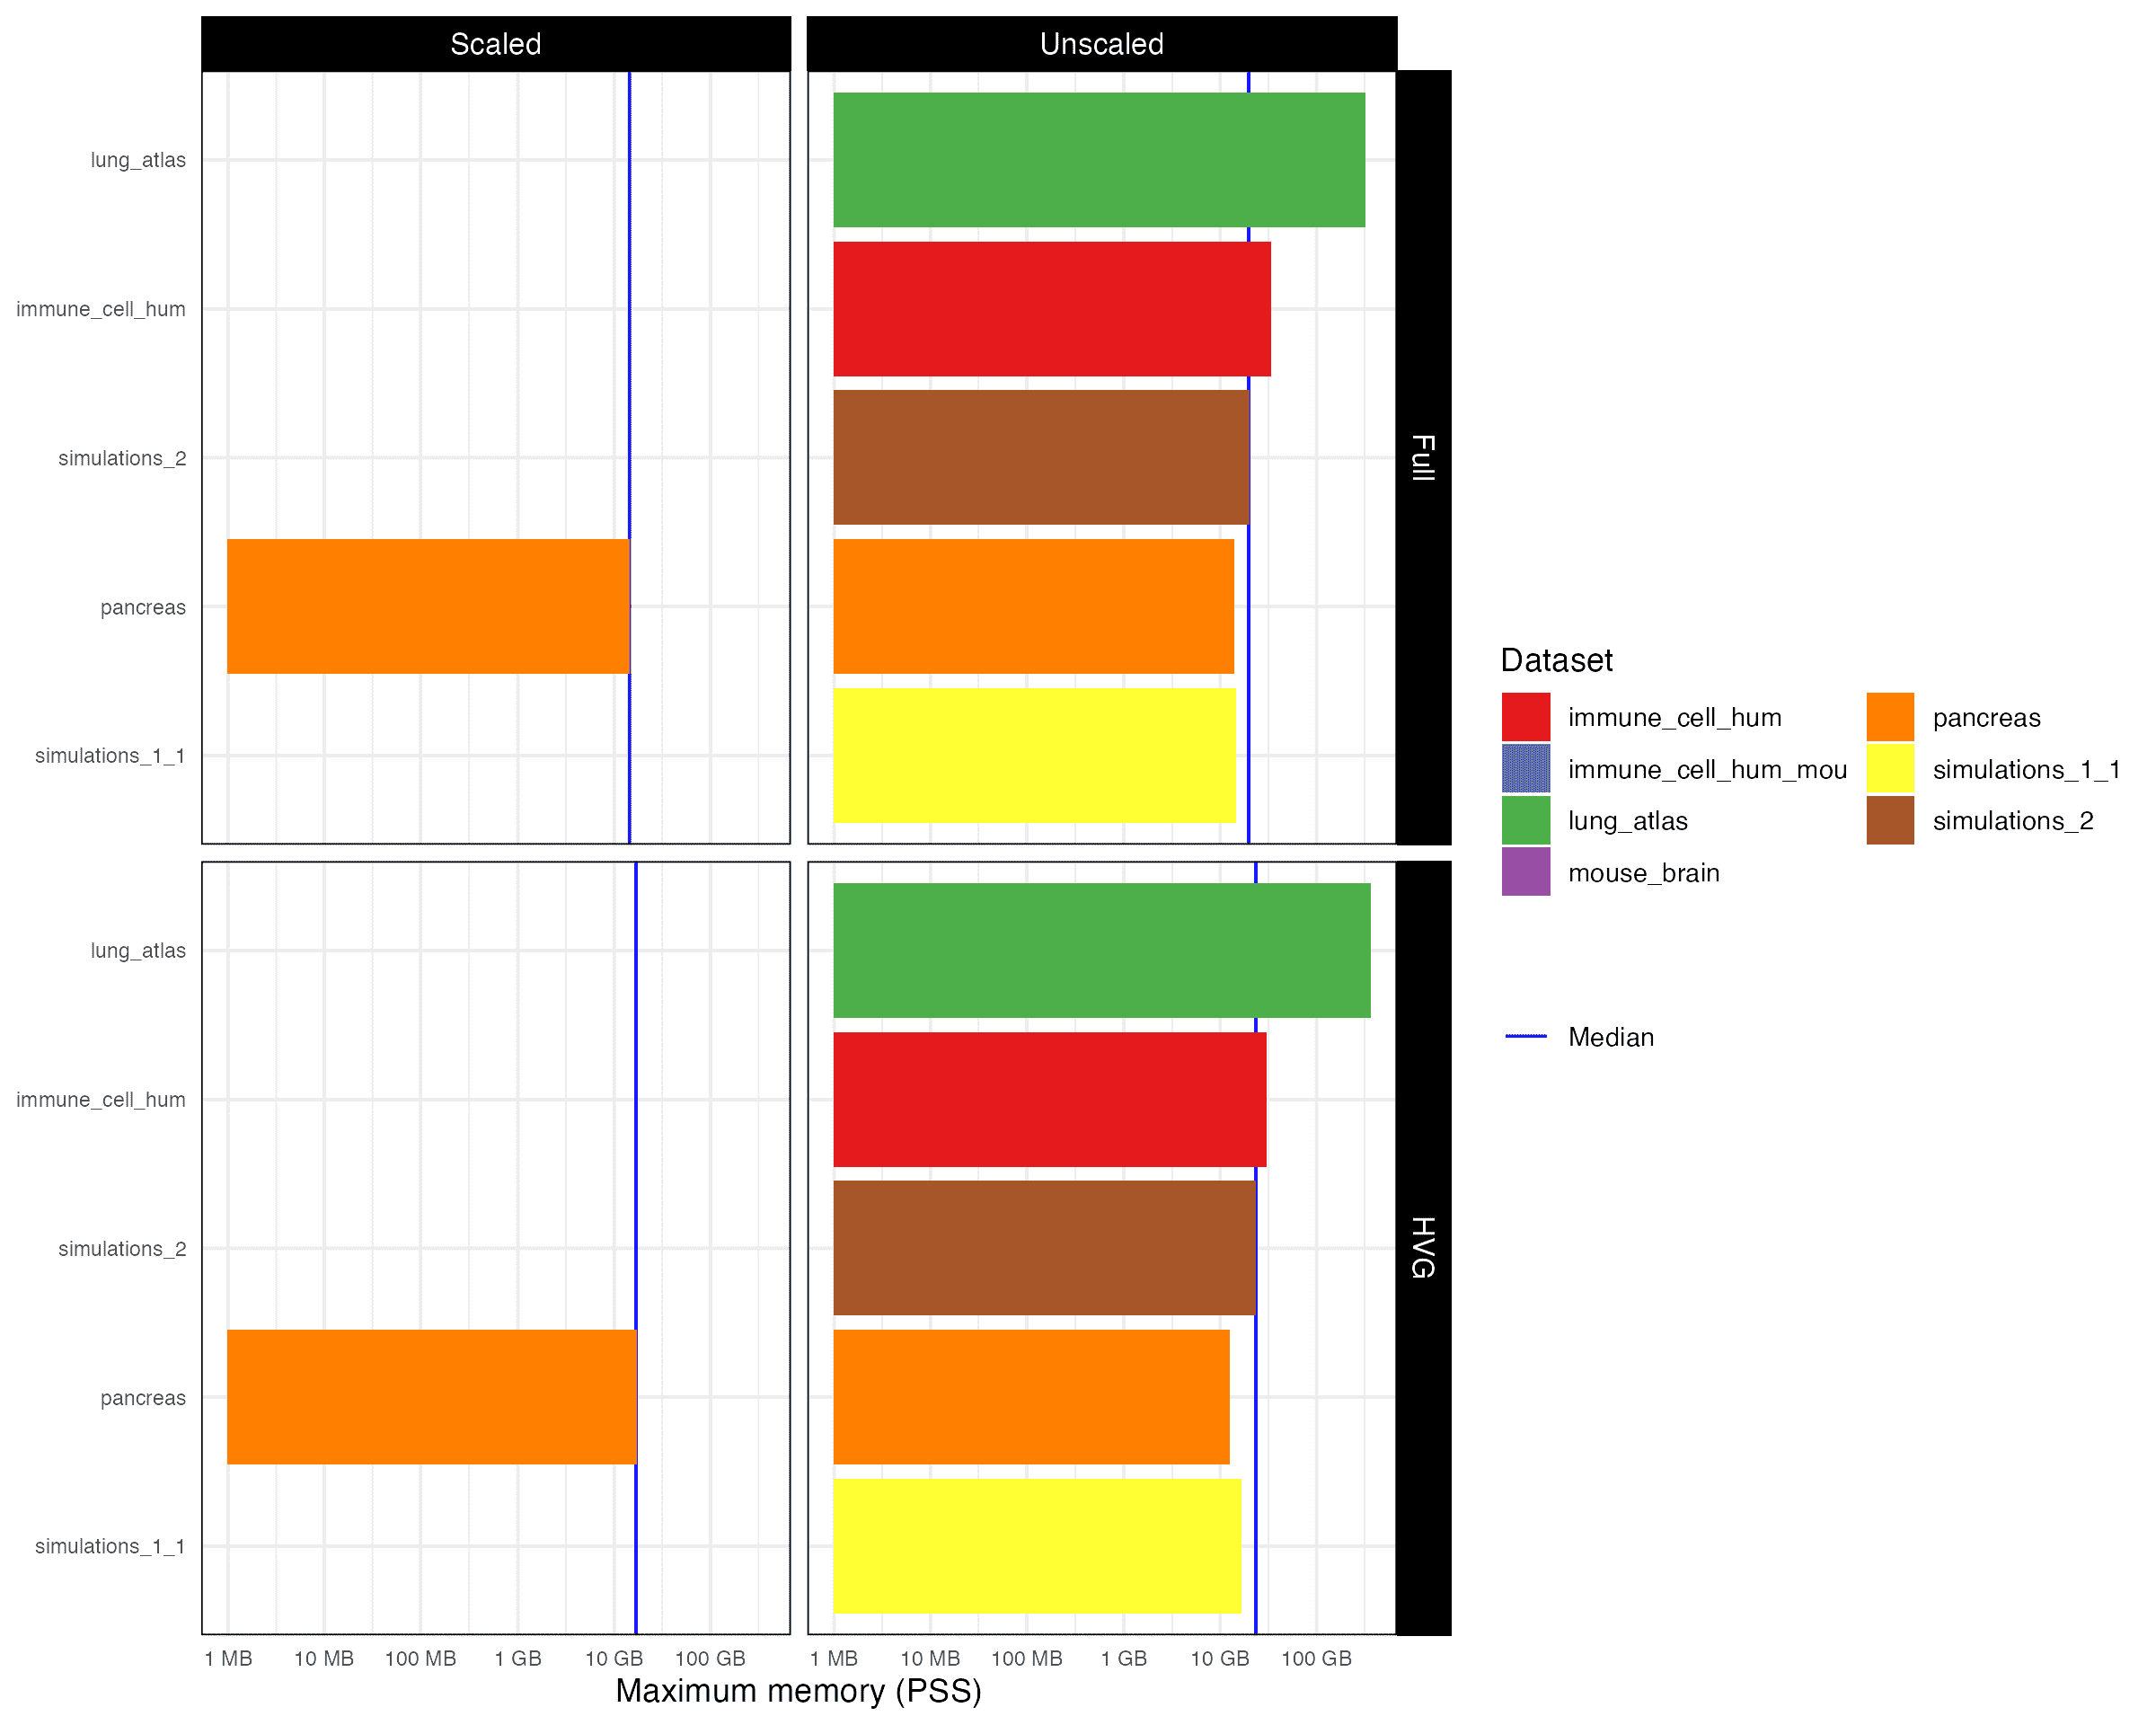 Scaled
Unscaled
lung_atlas
immune_cell_hum
simulations_2
pancreas
simulations_1_1
Full
lung_atlas
immune_cell_hum
simulations_2
pancreas
simulations_1_1
HVG
1 MB 10 MB 100 MB 1 GB 10 GB 100 GB
1 MB 10 MB 100 MB 1 GB 10 GB 100 GB
Maximum memory (PSS)
Dataset
immune_cell_hum
immune_cell_hum_mou
lung_atlas
mouse_brain
pancreas
simulations_1_1
simulations_2
Median